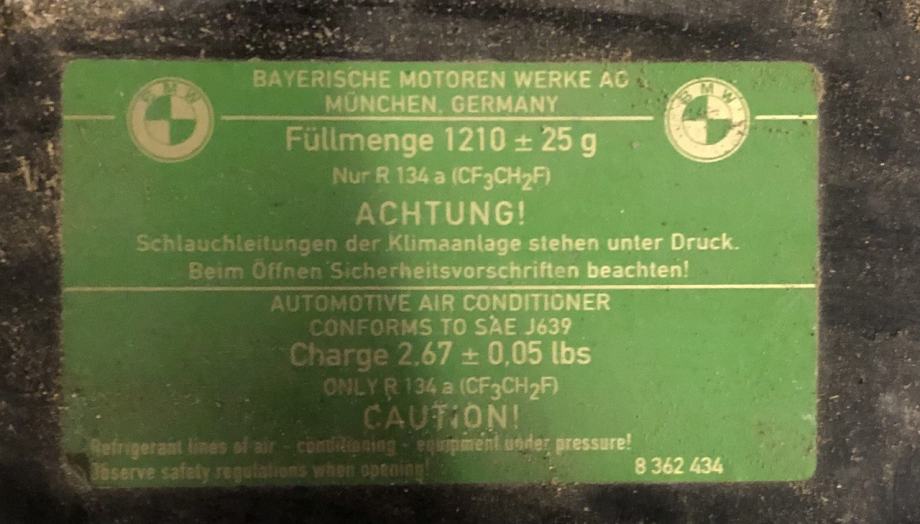 BAYERISCHE MOTOREN WERKE AG
MÜNCHEN, GERMANY
BMW
BMW
Füllmenge 1210 ± 25 g
Nur R 134 a (CF₃CH₂F)
ACHTUNG!
Schlauchleitungen der Klimaanlage stehen unter Druck.
Beim Öffnen Sicherheitsvorschriften beachten!
AUTOMOTIVE AIR CONDITIONER
CONFORMS TO SAE J639
Charge 2,67 ± 0,05 lbs
ONLY R 134 a (CF₃CH₂F)
CAUTION!
Refrigerant lines of air - conditioning - equipment under pressure!
Observe safety regulations when opening!
8 362 434